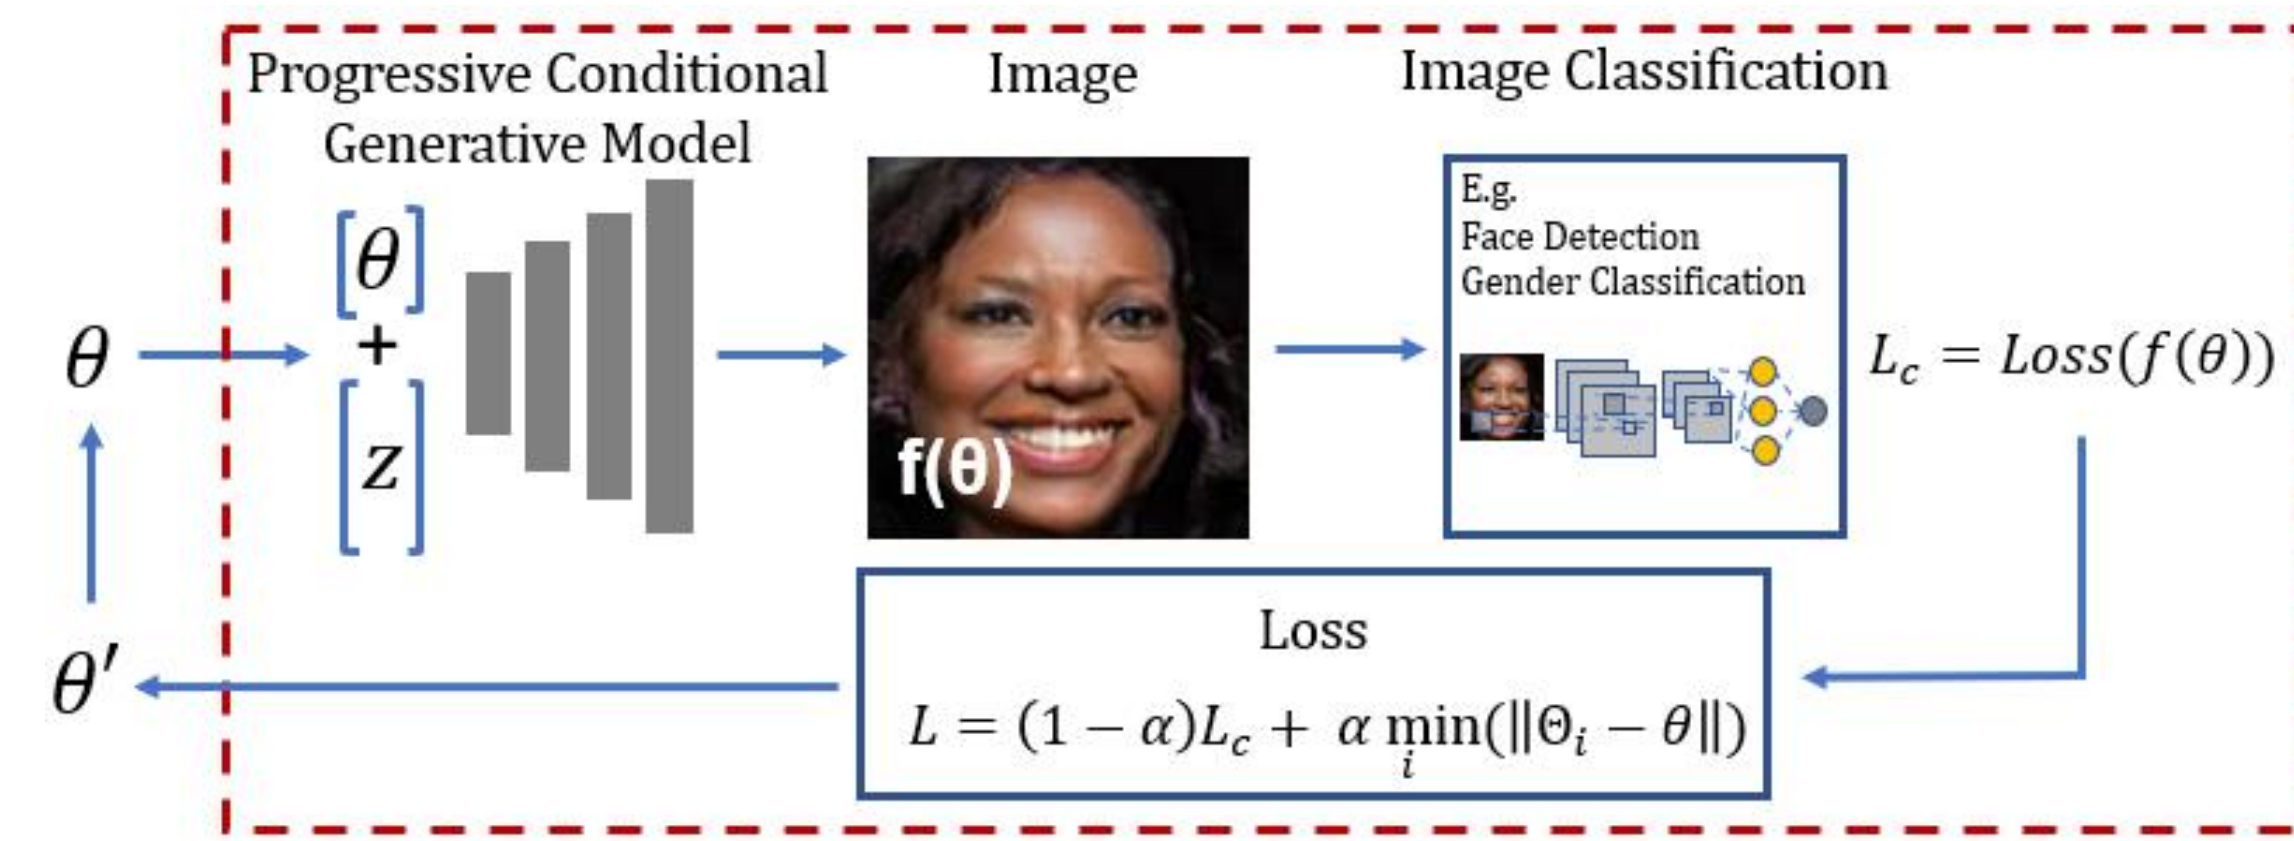 Progressive Conditional
Generative Model
Image
Image Classification
[θ]
+
[z]
f(θ)
E.g.
Face Detection
Gender Classification
θ
L_c = Loss(f(θ))
Loss
L = (1 − α)L_c + α min_i(‖Θ_i − θ‖)
θ′